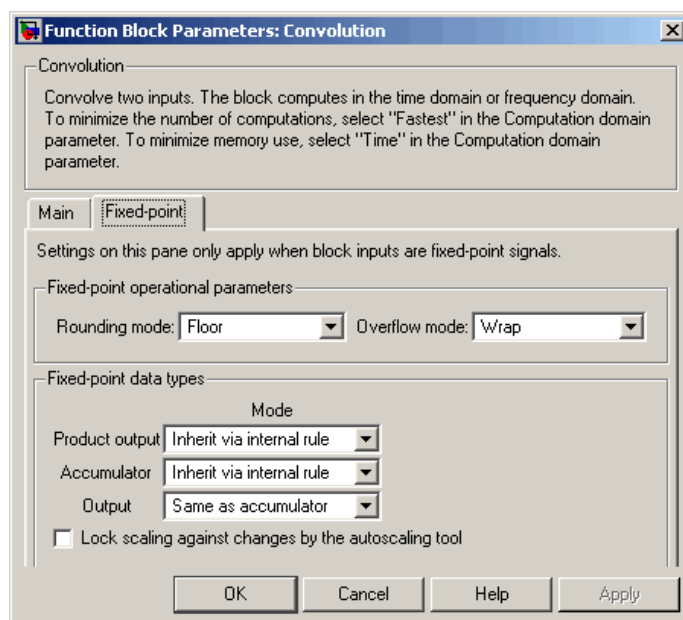 Function Block Parameters: Convolution
Convolution
Convolve two inputs. The block computes in the time domain or frequency domain.
To minimize the number of computations, select "Fastest" in the Computation domain
parameter. To minimize memory use, select "Time" in the Computation domain
parameter.
Main Fixed-point
Settings on this pane only apply when block inputs are fixed-point signals.
Fixed-point operational parameters
Rounding mode: Floor Overflow mode: Wrap
Fixed-point data types
Mode
Product output Inherit via internal rule
Accumulator Inherit via internal rule
Output Same as accumulator
Lock scaling against changes by the autoscaling tool
OK Cancel Help Apply